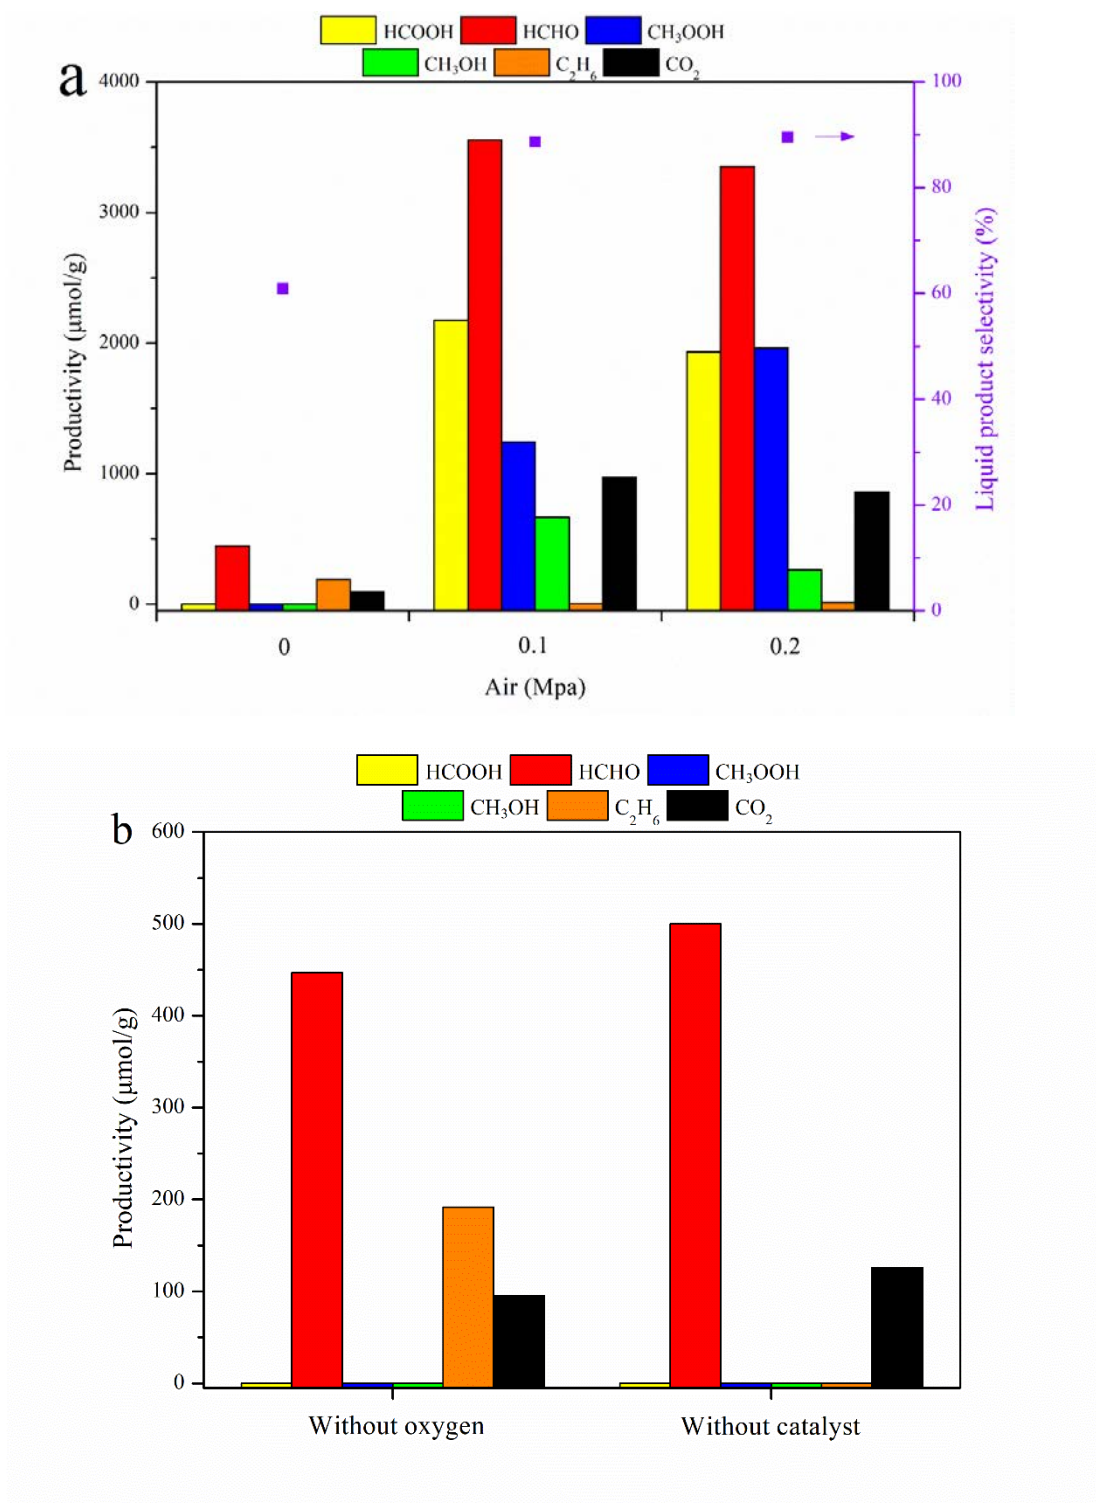 HCOOH HCHO CH₃OOH
CH₃OH C₂H₆ CO₂
a
4000
3000
2000
1000
0
Productivity (μmol/g)
100
80
60
40
20
0
Liquid product selectivity (%)
0 0.1 0.2
Air (Mpa)
HCOOH HCHO CH₃OOH
CH₃OH C₂H₆ CO₂
b
600
500
400
300
200
100
0
Productivity (μmol/g)
Without oxygen Without catalyst